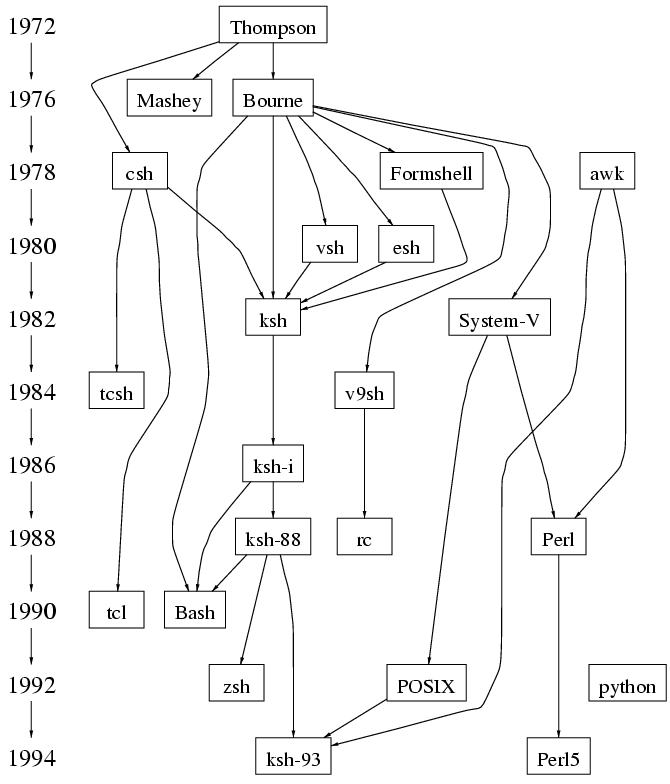 1972 Thompson
1976 Mashey Bourne
1978 csh Formshell awk
1980 vsh esh
1982 ksh System-V
1984 tcsh v9sh
1986 ksh-i
1988 ksh-88 rc Perl
1990 tcl Bash
1992 zsh POSIX python
1994 ksh-93 Perl5